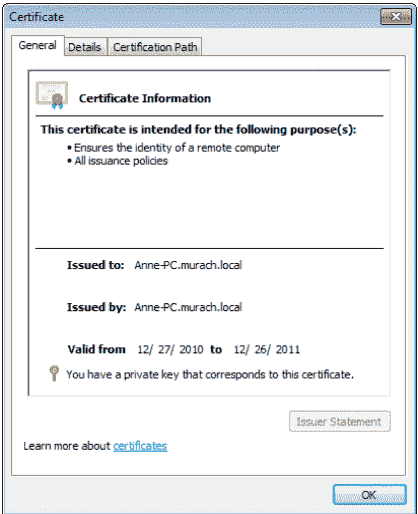 Certificate
General Details Certification Path
Certificate Information
This certificate is intended for the following purpose(s):
• Ensures the identity of a remote computer
• All issuance policies
Issued to: Anne-PC.murach.local
Issued by: Anne-PC.murach.local
Valid from 12/ 27/ 2010 to 12/ 26/ 2011
You have a private key that corresponds to this certificate.
Issuer Statement
Learn more about certificates
OK